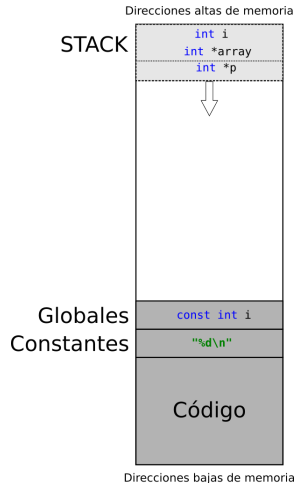 Direcciones altas de memoria
STACK
int i
int *array
int *p
Globales
const int i
Constantes
"%d\n"
Código
Direcciones bajas de memoria